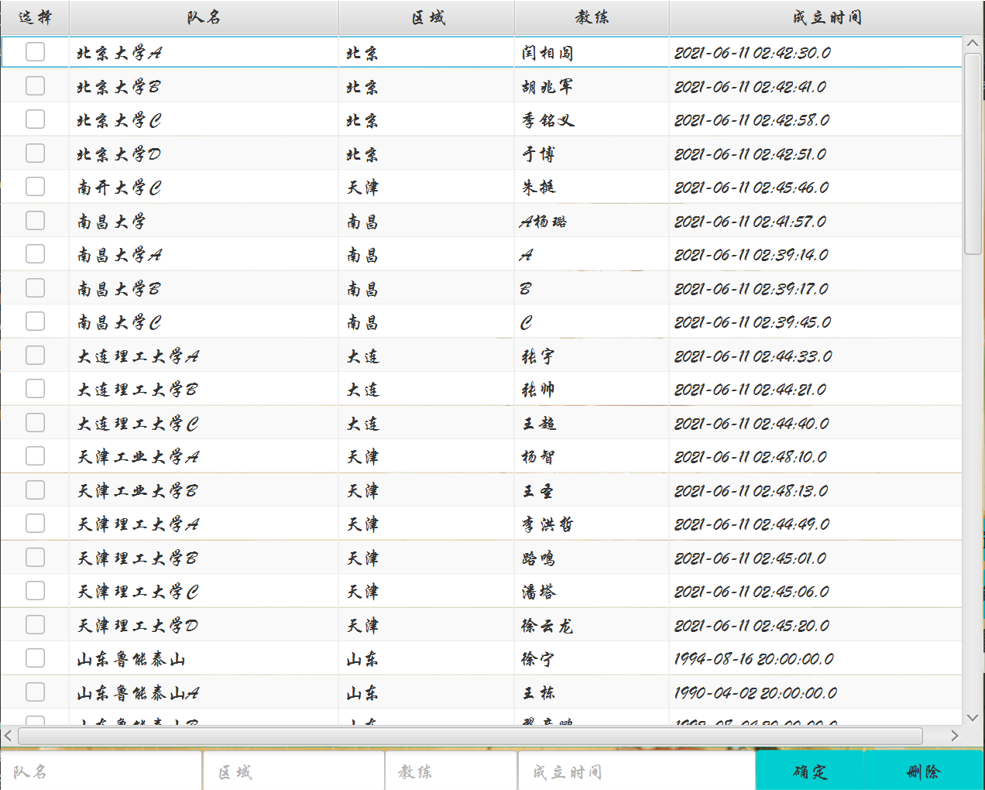 选择 队名 区域 教练 成立时间
北京大学A 北京 闫相闯 2021-06-11 02:42:30.0
北京大学B 北京 胡兆军 2021-06-11 02:42:41.0
北京大学C 北京 季铭义 2021-06-11 02:42:58.0
北京大学D 北京 于博 2021-06-11 02:42:51.0
南开大学C 天津 朱挺 2021-06-11 02:45:46.0
南昌大学 南昌 A杨璐 2021-06-11 02:41:57.0
南昌大学A 南昌 A 2021-06-11 02:39:14.0
南昌大学B 南昌 B 2021-06-11 02:39:17.0
南昌大学C 南昌 C 2021-06-11 02:39:45.0
大连理工大学A 大连 张宇 2021-06-11 02:44:33.0
大连理工大学B 大连 张帅 2021-06-11 02:44:21.0
大连理工大学C 大连 王超 2021-06-11 02:44:40.0
天津工业大学A 天津 杨智 2021-06-11 02:48:10.0
天津工业大学B 天津 王圣 2021-06-11 02:48:13.0
天津理工大学A 天津 李洪哲 2021-06-11 02:44:49.0
天津理工大学B 天津 路鸣 2021-06-11 02:45:01.0
天津理工大学C 天津 潘塔 2021-06-11 02:45:06.0
天津理工大学D 天津 徐云龙 2021-06-11 02:45:20.0
山东鲁能泰山 山东 徐宁 1994-08-16 20:00:00.0
山东鲁能泰山A 山东 王栋 1990-04-02 20:00:00.0
山东鲁能泰山B 山东
队名 区域 教练 成立时间 确定 删除